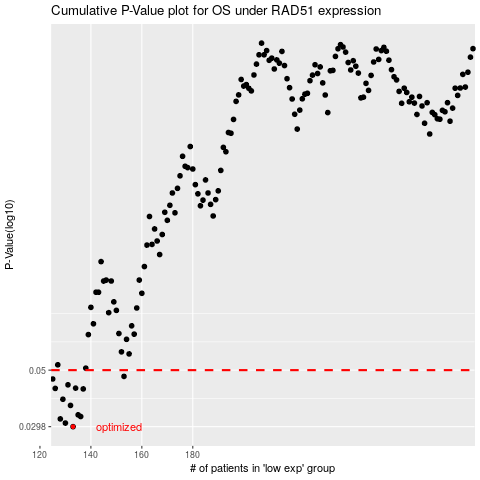 Cumulative P-Value plot for OS under RAD51 expression
P-Value(log10)
0.05
0.0298
optimized
120 140 160 180
# of patients in 'low exp' group